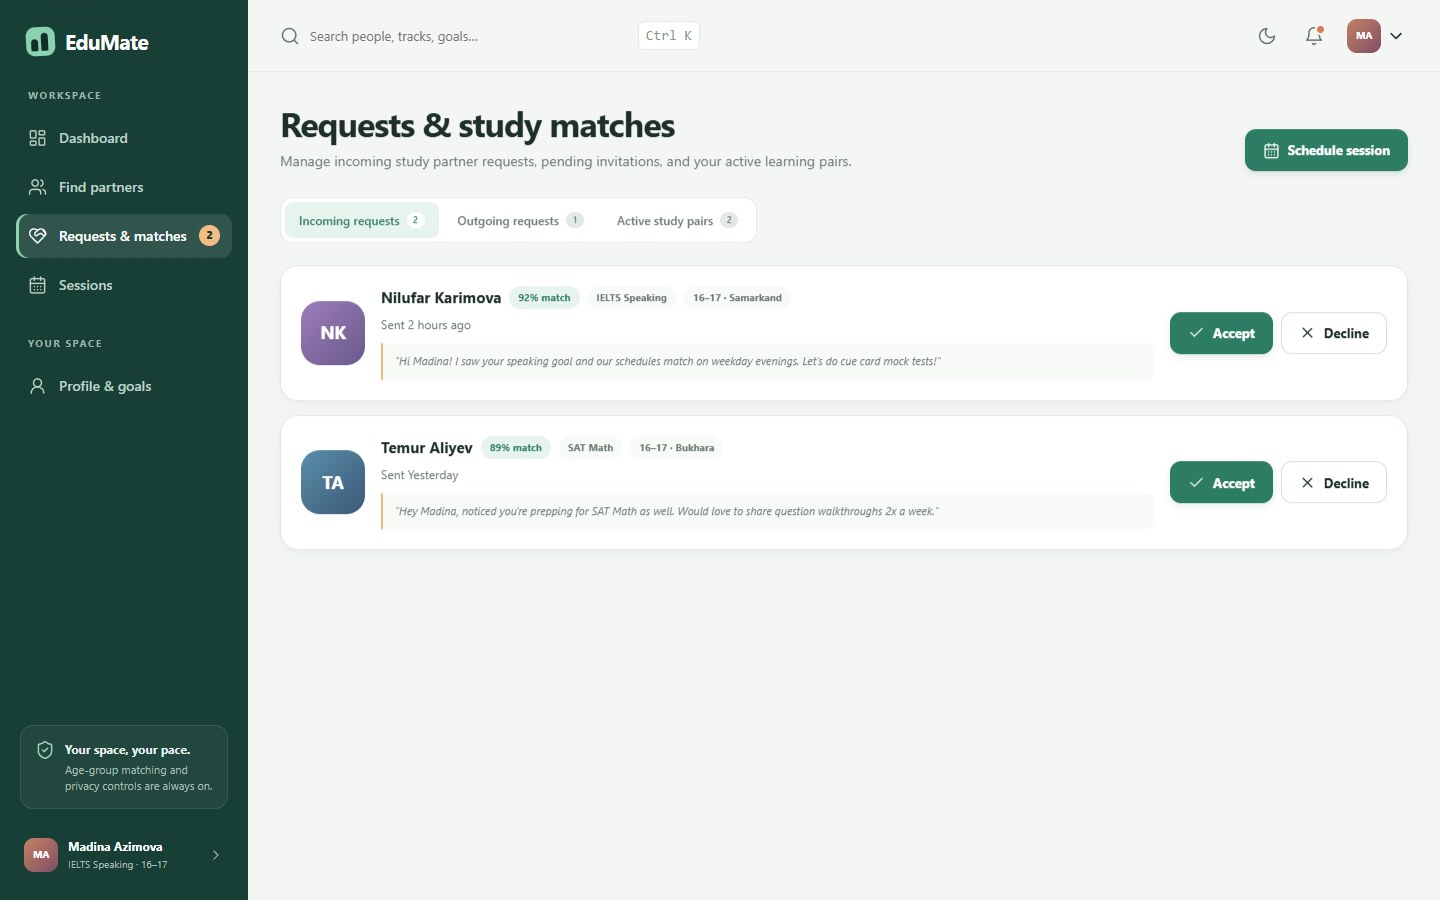 EduMate
Search people, tracks, goals...
Ctrl K
MA
WORKSPACE
Dashboard
Find partners
Requests & matches 2
Sessions
YOUR SPACE
Profile & goals
Your space, your pace.
Age-group matching and
privacy controls are always on.
MA
Madina Azimova
IELTS Speaking · 16–17
Requests & study matches
Manage incoming study partner requests, pending invitations, and your active learning pairs.
Schedule session
Incoming requests 2
Outgoing requests 1
Active study pairs 2
NK
Nilufar Karimova 92% match IELTS Speaking 16–17 · Samarkand
Sent 2 hours ago
"Hi Madina! I saw your speaking goal and our schedules match on weekday evenings. Let's do cue card mock tests!"
Accept
Decline
TA
Temur Aliyev 89% match SAT Math 16–17 · Bukhara
Sent Yesterday
"Hey Madina, noticed you're prepping for SAT Math as well. Would love to share question walkthroughs 2x a week."
Accept
Decline